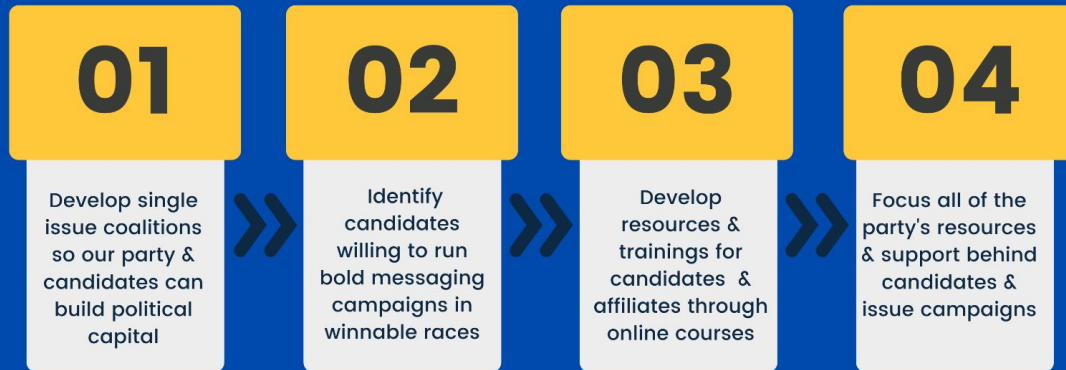 01
Develop single
issue coalitions
so our party &
candidates can
build political
capital
02
Identify
candidates
willing to run
bold messaging
campaigns in
winnable races
03
Develop
resources &
trainings for
candidates &
affiliates through
online courses
04
Focus all of the
party's resources
& support behind
candidates &
issue campaigns